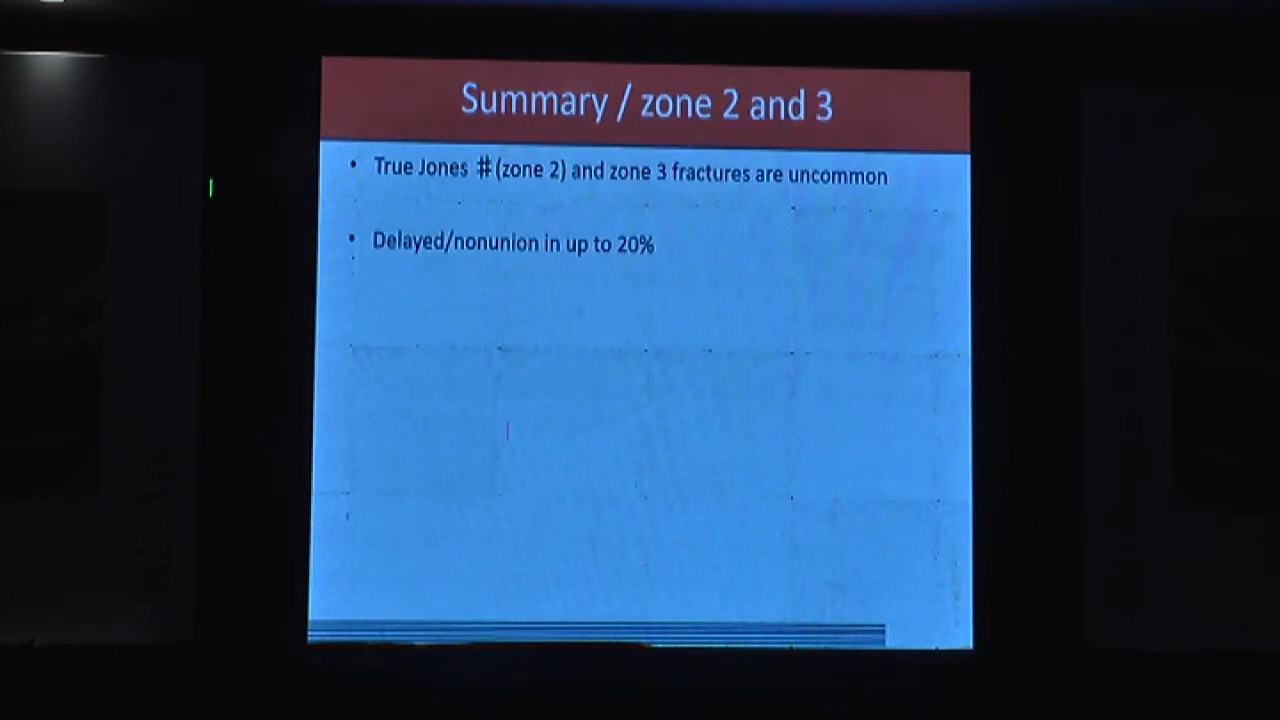 Summary / zone 2 and 3
• True Jones #(zone 2) and zone 3 fractures are uncommon
• Delayed/nonunion in up to 20%